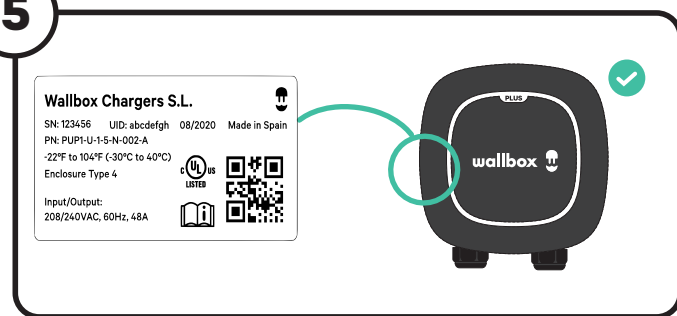 5
Wallbox Chargers S.L.
SN: 123456 UID: abcdefgh 08/2020 Made in Spain
PN: PUP1-U-1-5-N-002-A
-22°F to 104°F (-30°C to 40°C)
Enclosure Type 4
C UL US
LISTED
Input/Output:
208/240VAC, 60Hz, 48A
i
PLUS
wallbox